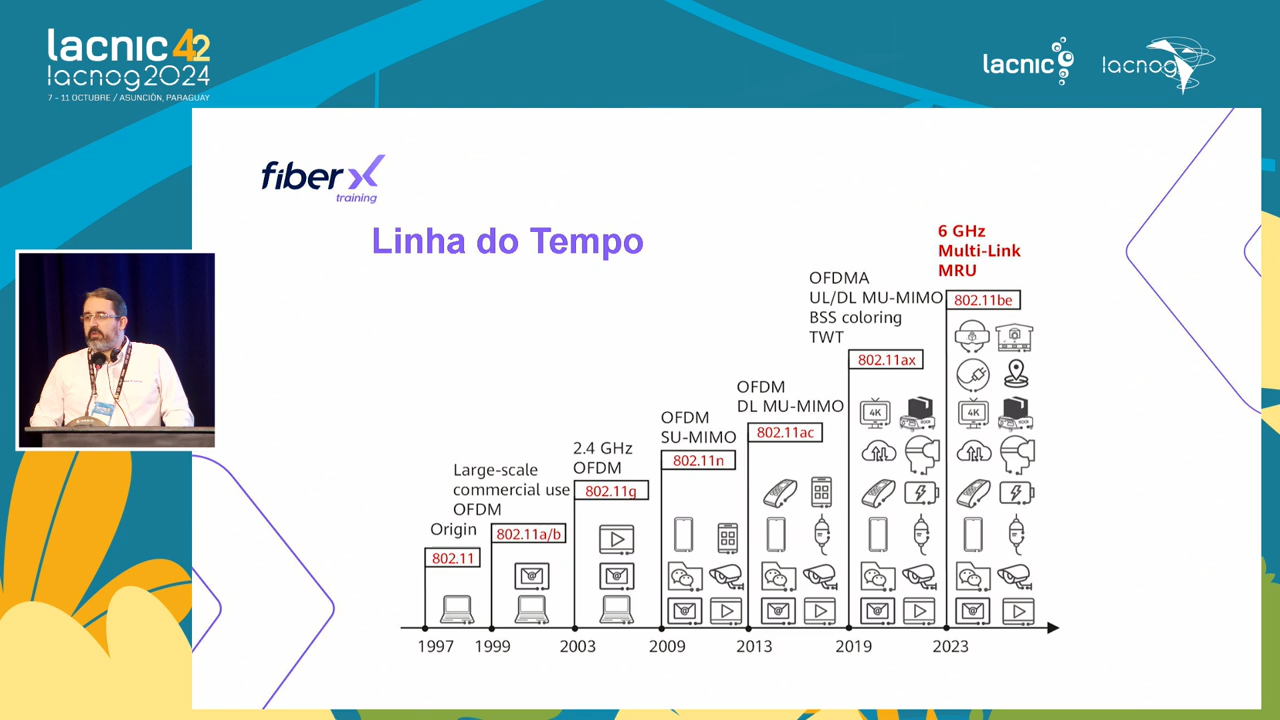 lacnic 42
lacnog2024
7 - 11 OCTUBRE / ASUNCIÓN, PARAGUAY
lacnic
lacnog
fiberx
training
Linha do Tempo
Origin
802.11
Large-scale
commercial use
OFDM
802.11a/b
2.4 GHz
OFDM
802.11g
OFDM
SU-MIMO
802.11n
OFDM
DL MU-MIMO
802.11ac
OFDMA
UL/DL MU-MIMO
BSS coloring
TWT
802.11ax
4K
6 GHz
Multi-Link
MRU
802.11be
4K
1997
1999
2003
2009
2013
2019
2023